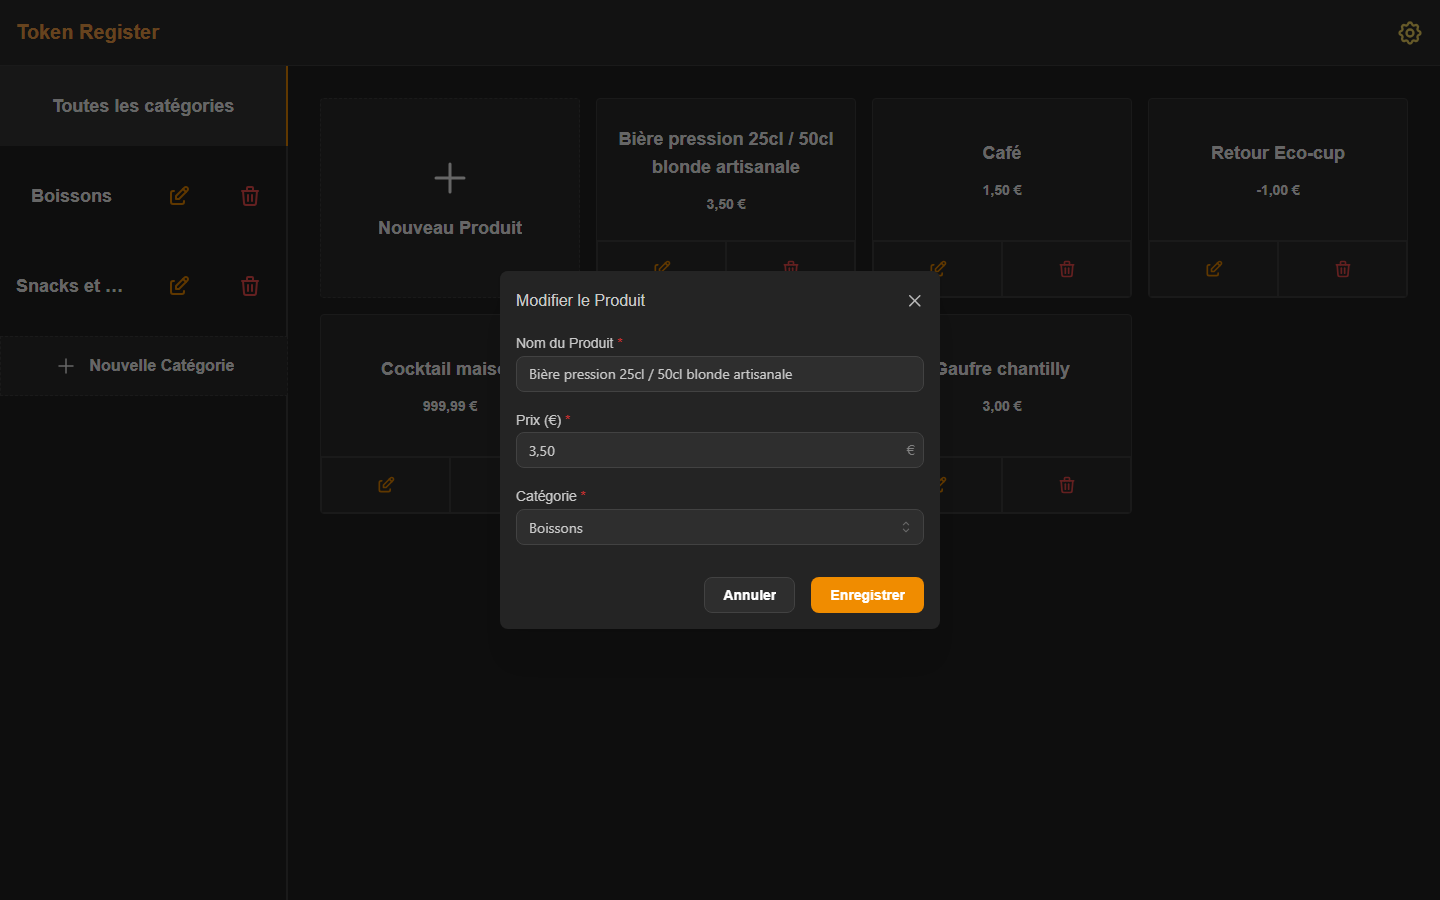 Token Register
Toutes les catégories
Boissons
Snacks et ...
Nouvelle Catégorie
Nouveau Produit
Bière pression 25cl / 50cl
blonde artisanale
3,50 €
Café
1,50 €
Retour Eco-cup
-1,00 €
Cocktail
999,99 €
Gaufre chantilly
3,00 €
Modifier le Produit
Nom du Produit *
Bière pression 25cl / 50cl blonde artisanale
Prix (€) *
3,50 €
Catégorie *
Boissons
Annuler
Enregistrer